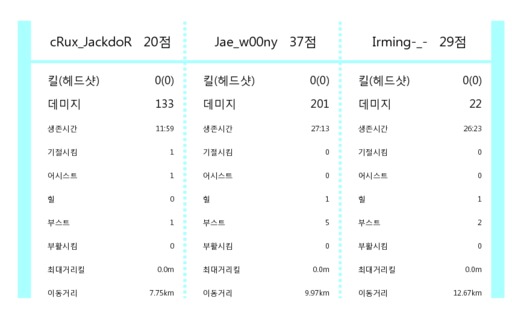 cRux_JackdoR 20점 Jae_w00ny 37점 Irming-_- 29점
킬(헤드샷) 0(0) 킬(헤드샷) 0(0) 킬(헤드샷) 0(0)
데미지 133 데미지 201 데미지 22
생존시간 11:59 생존시간 27:13 생존시간 26:23
기절시킴 1 기절시킴 0 기절시킴 0
어시스트 1 어시스트 0 어시스트 0
힐 0 힐 1 힐 1
부스트 1 부스트 5 부스트 2
부활시킴 0 부활시킴 0 부활시킴 0
최대거리킬 0.0m 최대거리킬 0.0m 최대거리킬 0.0m
이동거리 7.75km 이동거리 9.97km 이동거리 12.67km